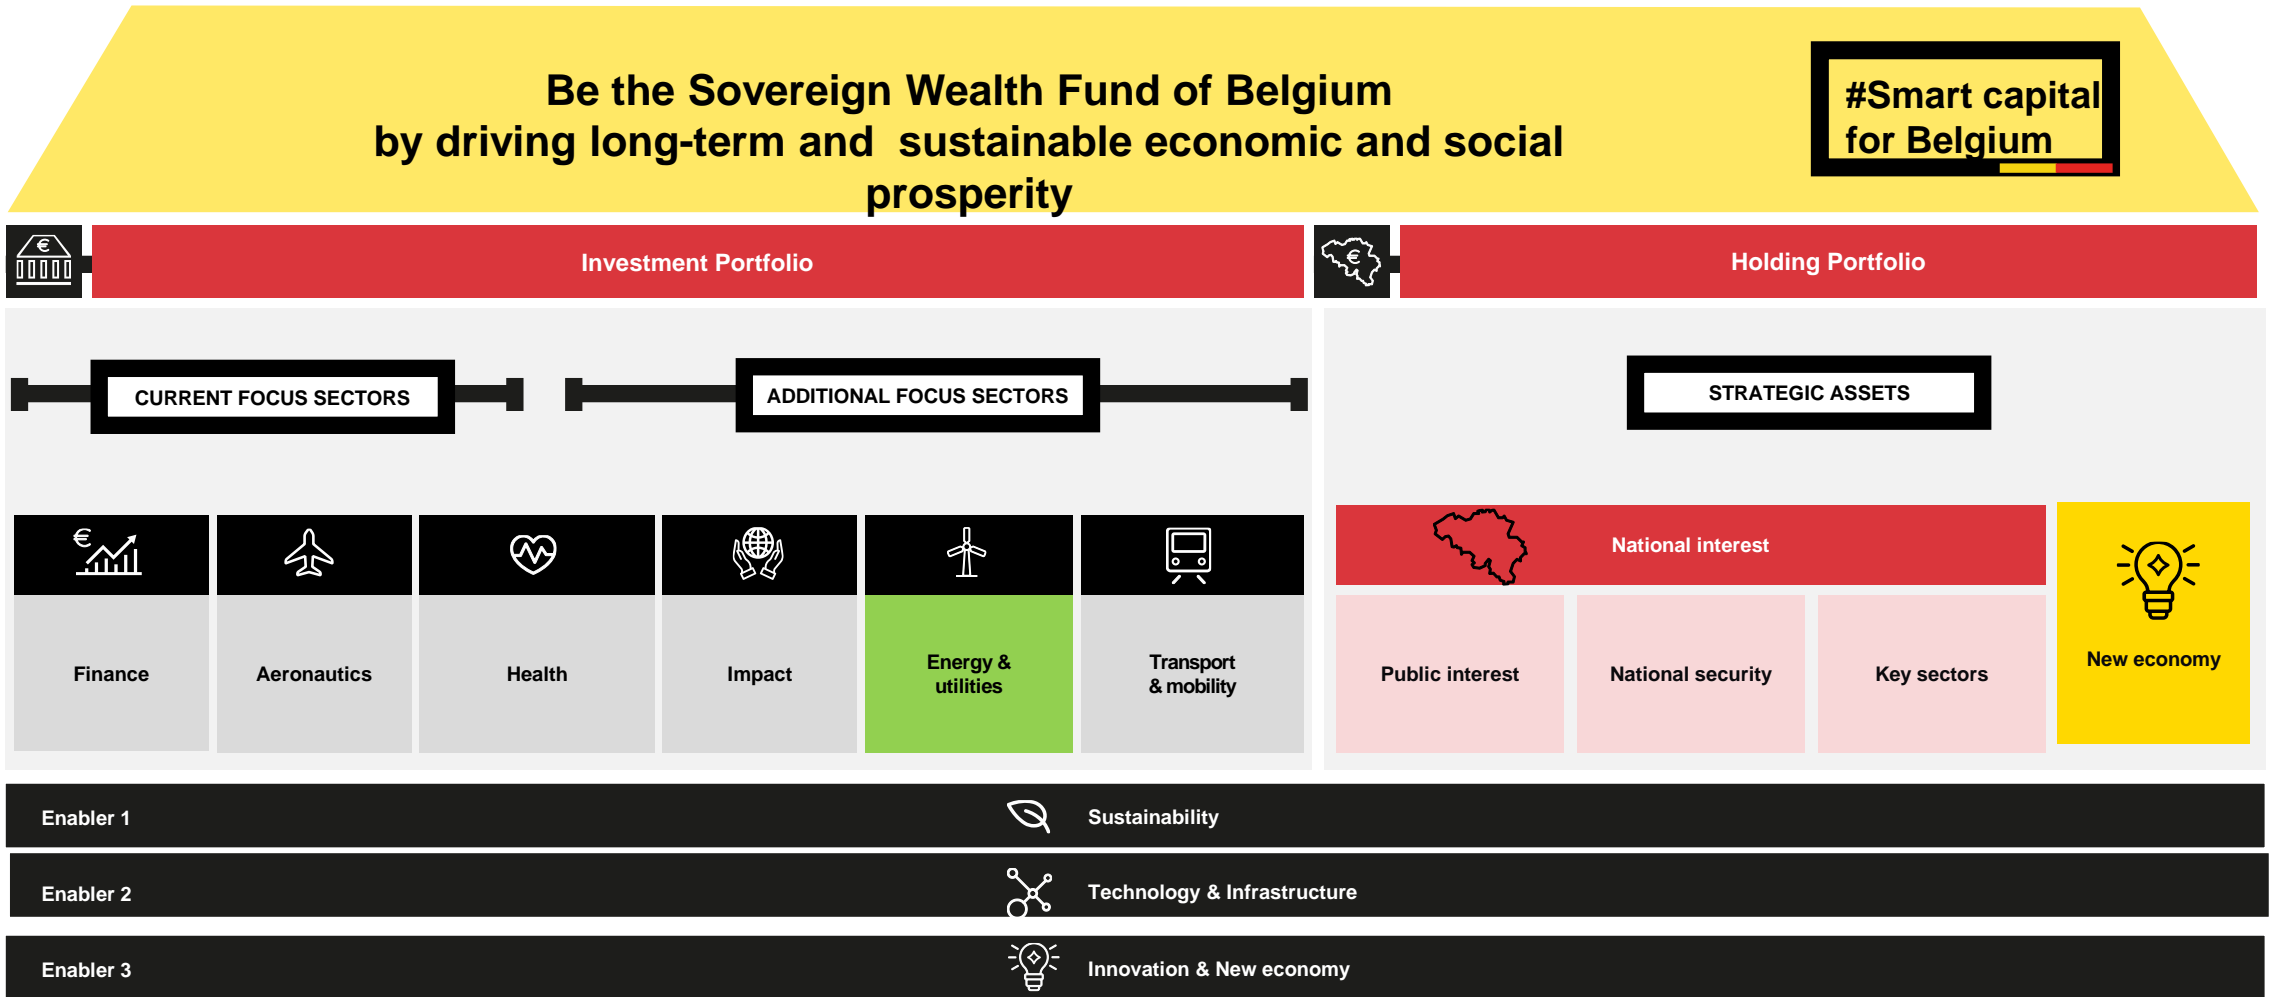 Be the Sovereign Wealth Fund of Belgium
by driving long-term and sustainable economic and social
prosperity
#Smart capital
for Belgium
€
Investment Portfolio
€
Holding Portfolio
CURRENT FOCUS SECTORS
ADDITIONAL FOCUS SECTORS
STRATEGIC ASSETS
€
National interest
Finance
Aeronautics
Health
Impact
Energy &
utilities
Transport
& mobility
Public interest
National security
Key sectors
New economy
Enabler 1
Sustainability
Enabler 2
Technology & Infrastructure
Enabler 3
Innovation & New economy